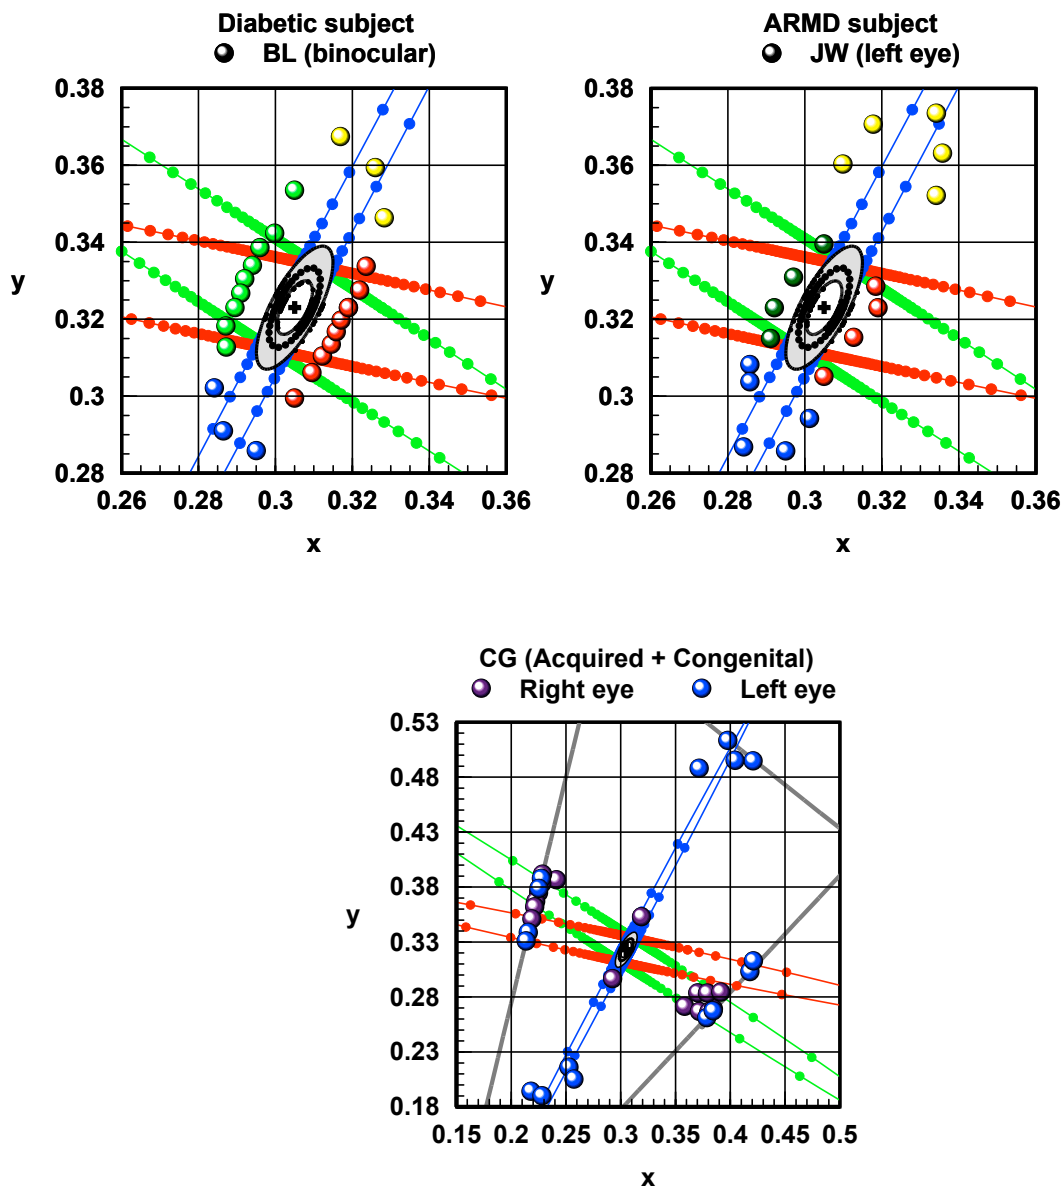 Diabetic subject
BL (binocular)
ARMD subject
JW (left eye)
0.38
0.36
0.34
0.32
0.3
0.28
y
0.26 0.28 0.3 0.32 0.34 0.36
x
0.38
0.36
0.34
0.32
0.3
0.28
y
0.26 0.28 0.3 0.32 0.34 0.36
x
CG (Acquired + Congenital)
Right eye Left eye
0.53
0.48
0.43
0.38
0.33
0.28
0.23
0.18
y
0.15 0.2 0.25 0.3 0.35 0.4 0.45 0.5
x